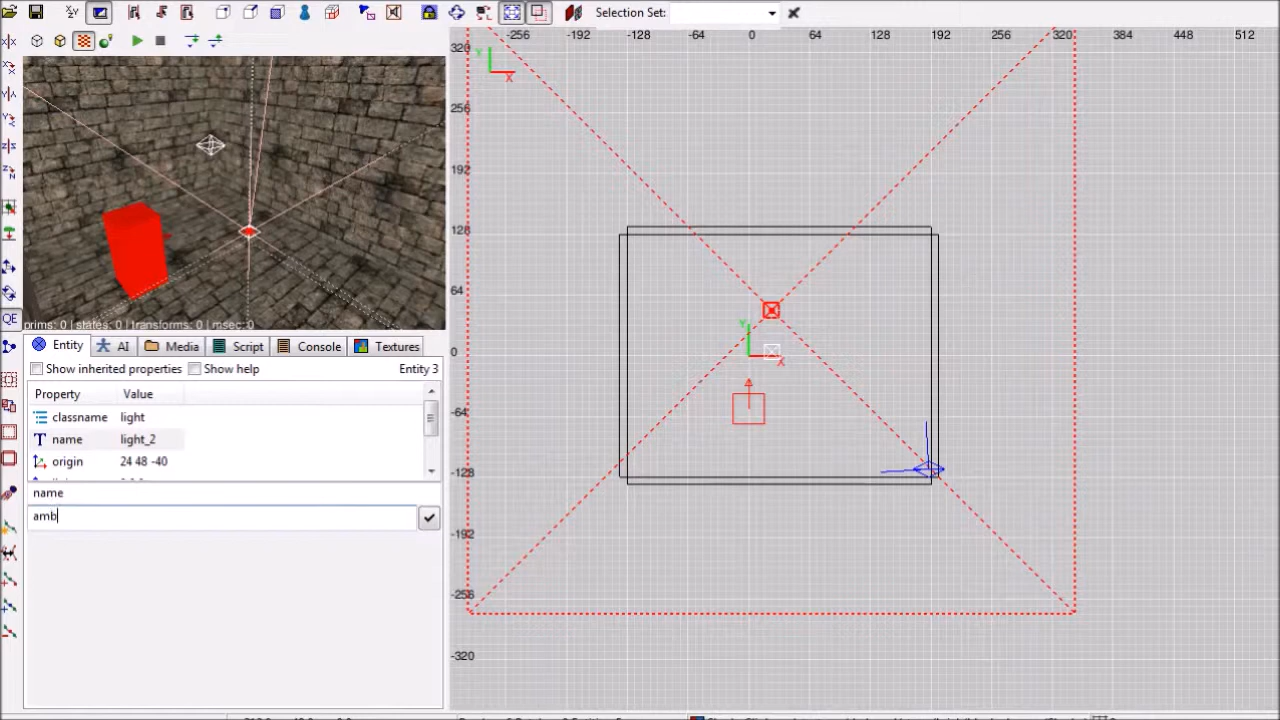 Selection Set:
-256 -192 -128 -64 0 64 128 192 256 320 384 448 512
320
Y
X
256
192
128
64
Y
0
X
-64
-128
-192
-256
-320
QE
prims: 0 | states: 0 | transforms: 0 | msec: 0
Entity AI Media Script Console Textures
Show inherited properties Show help Entity 3
Property Value
classname light
T name light_2
origin 24 48 -40
name
amb